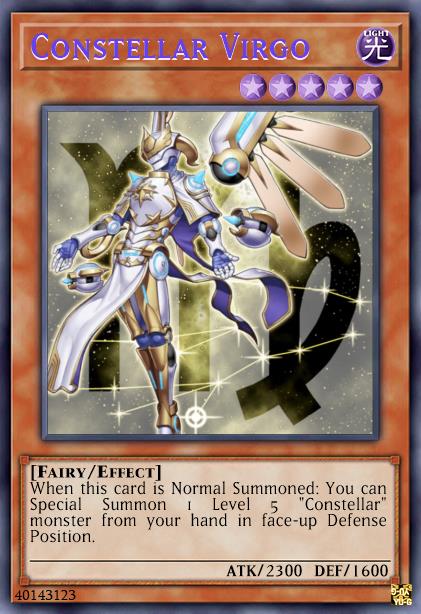 Constellar Virgo
LIGHT
光
[Fairy/Effect]
When this card is Normal Summoned: You can
Special Summon 1 Level 5 "Constellar"
monster from your hand in face-up Defense
Position.
ATK/2300 DEF/1600
40143123